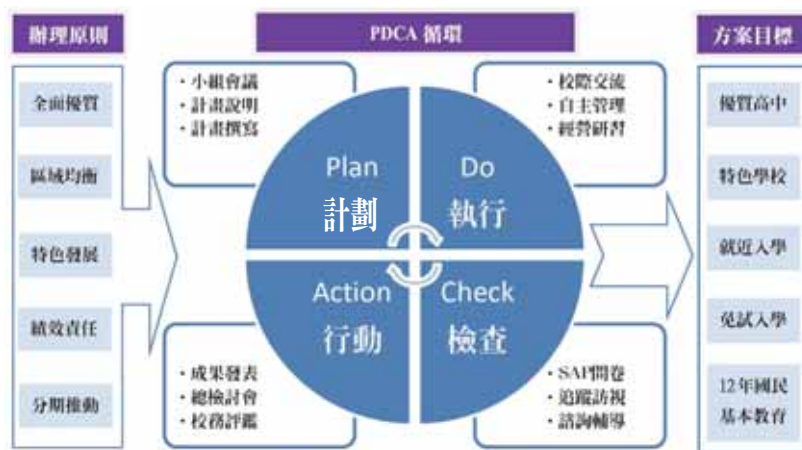 辦理原則
全面優質
區域均衡
特色發展
績效責任
分期推動
PDCA 循環
・小組會議
・計畫說明
・計畫撰寫
・校際交流
・自主管理
・經營研習
Plan
計劃
Do
執行
Action
行動
Check
檢查
・成果發表
・總檢討會
・校務評鑑
・SAP問卷
・追蹤訪視
・諮詢輔導
方案目標
優質高中
特色學校
就近入學
免試入學
12年國民
基本教育